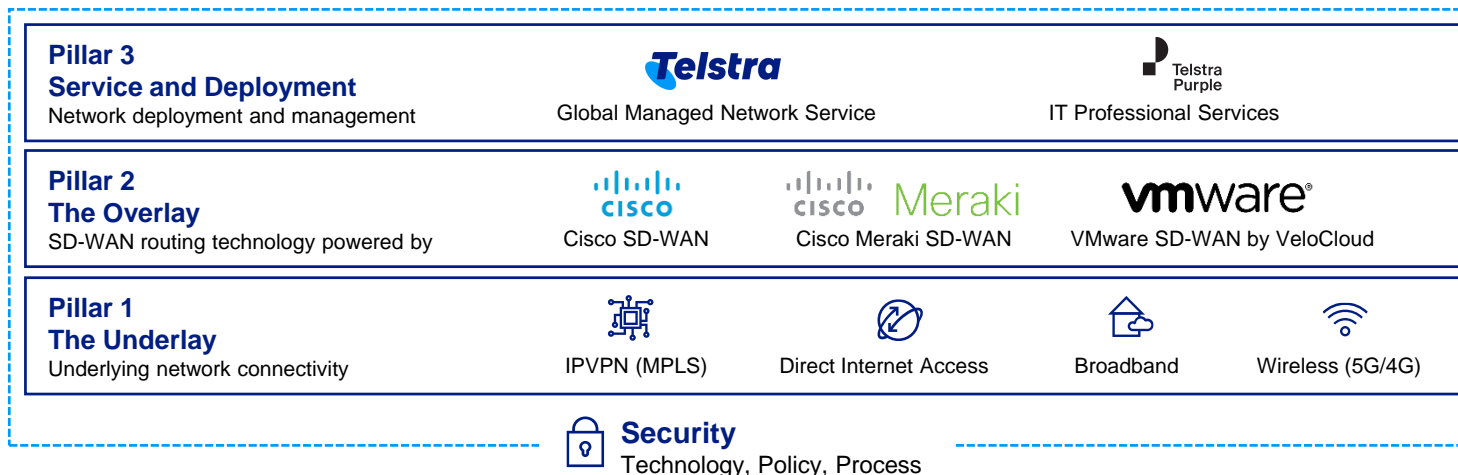 Pillar 3
Service and Deployment
Network deployment and management
Telstra
Global Managed Network Service
Telstra
Purple
IT Professional Services
Pillar 2
The Overlay
SD-WAN routing technology powered by
CISCO
Cisco SD-WAN
CISCO Meraki
Cisco Meraki SD-WAN
vmware®
VMware SD-WAN by VeloCloud
Pillar 1
The Underlay
Underlying network connectivity
IPVPN (MPLS)
Direct Internet Access
Broadband
Wireless (5G/4G)
Security
Technology, Policy, Process